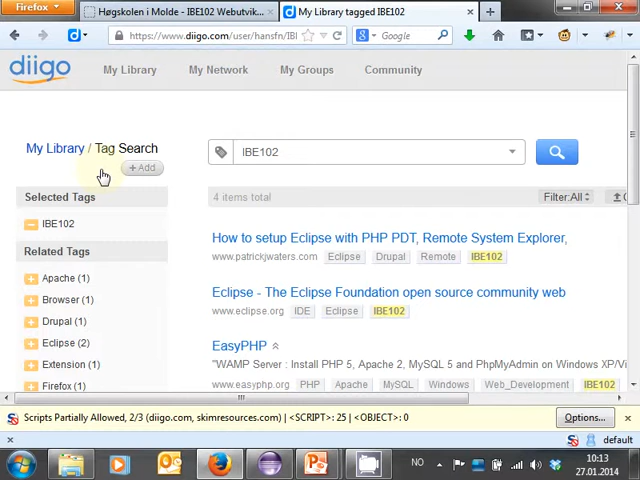 Firefox
Høgskolen i Molde - IBE102 Webutvik...
My Library tagged IBE102
https://www.diigo.com/user/hansfn/IB
Google
diigo
My Library
My Network
My Groups
Community
My Library / Tag Search
+ Add
IBE102
Selected Tags
4 items total
Filter:All
IBE102
How to setup Eclipse with PHP PDT, Remote System Explorer,
www.patrickjwaters.com Eclipse Drupal Remote IBE102
Related Tags
Apache (1)
Browser (1)
Drupal (1)
Eclipse (2)
Extension (1)
Firefox (1)
Eclipse - The Eclipse Foundation open source community web
www.eclipse.org IDE Eclipse IBE102
EasyPHP
"WAMP Server : Install PHP 5, Apache 2, MySQL 5 and PhpMyAdmin on Windows XP/Vi
www.easyphp.org PHP Apache MySQL Windows Web_Development IBE102
Scripts Partially Allowed, 2/3 (diigo.com, skimresources.com) | <SCRIPT>: 25 | <OBJECT>: 0
Options...
default
NO
10:13
27.01.2014